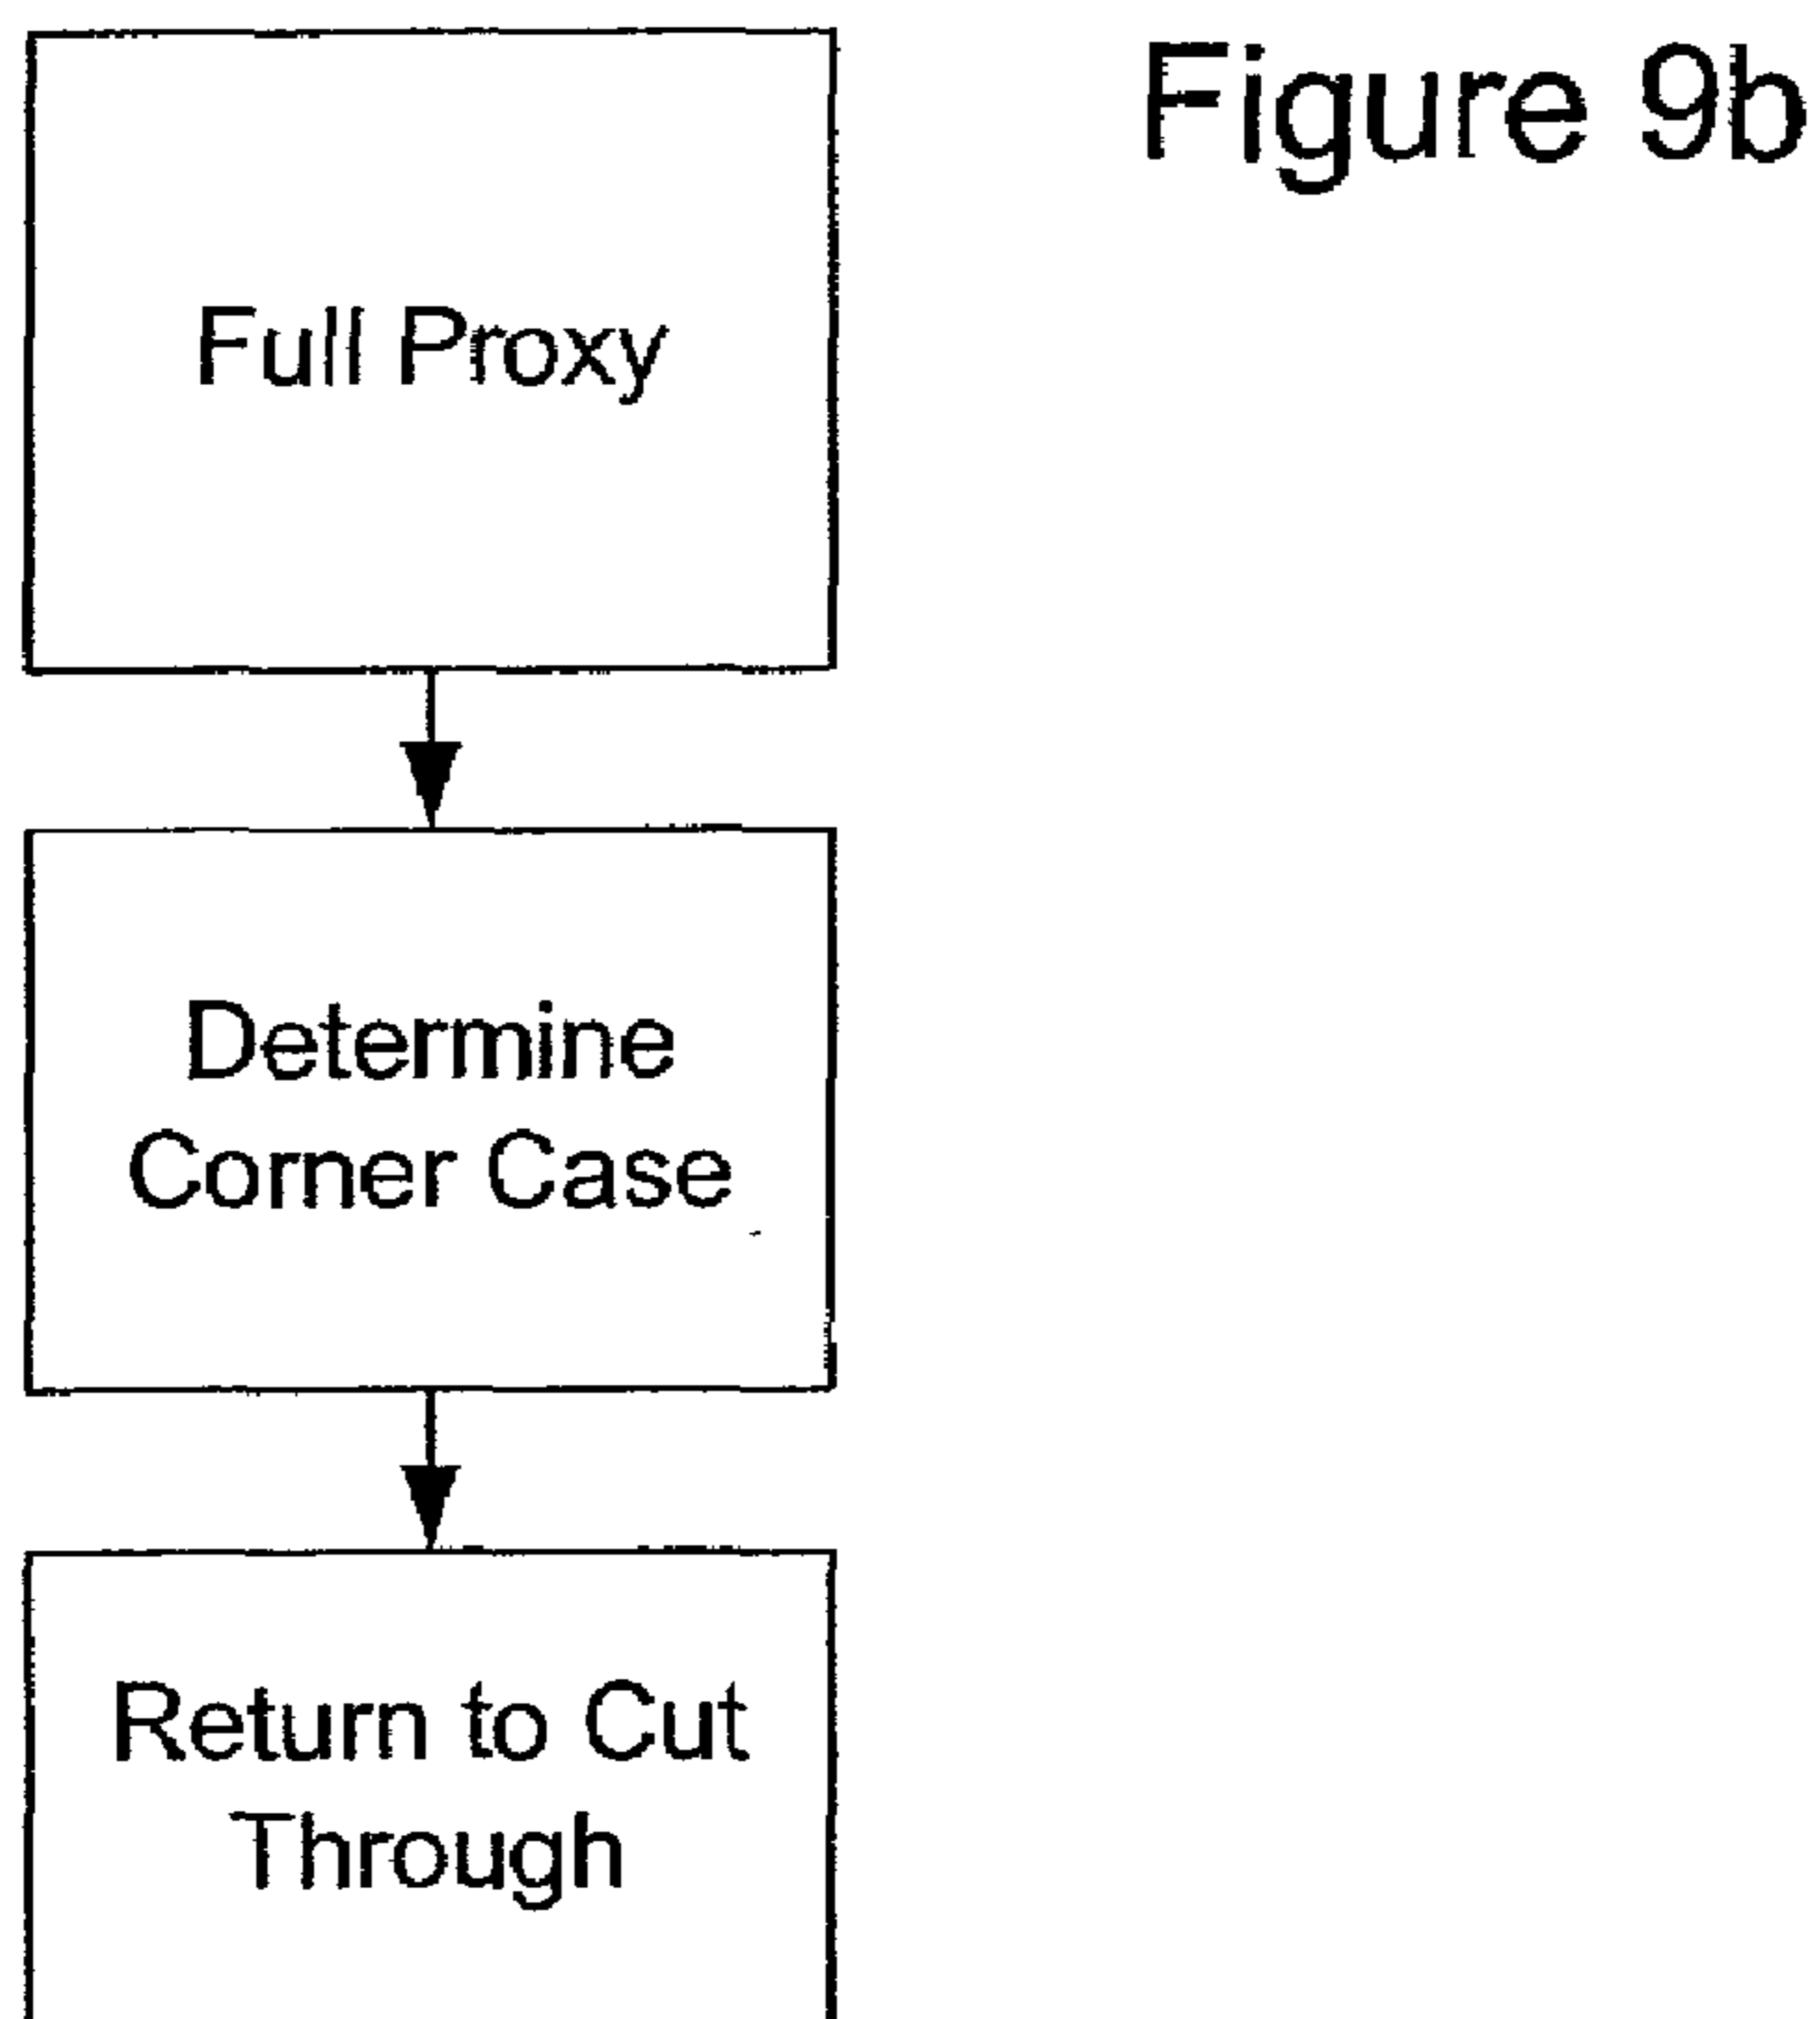 Figure 9b
Full Proxy
Determine
Corner Case
Return to Cut
Through